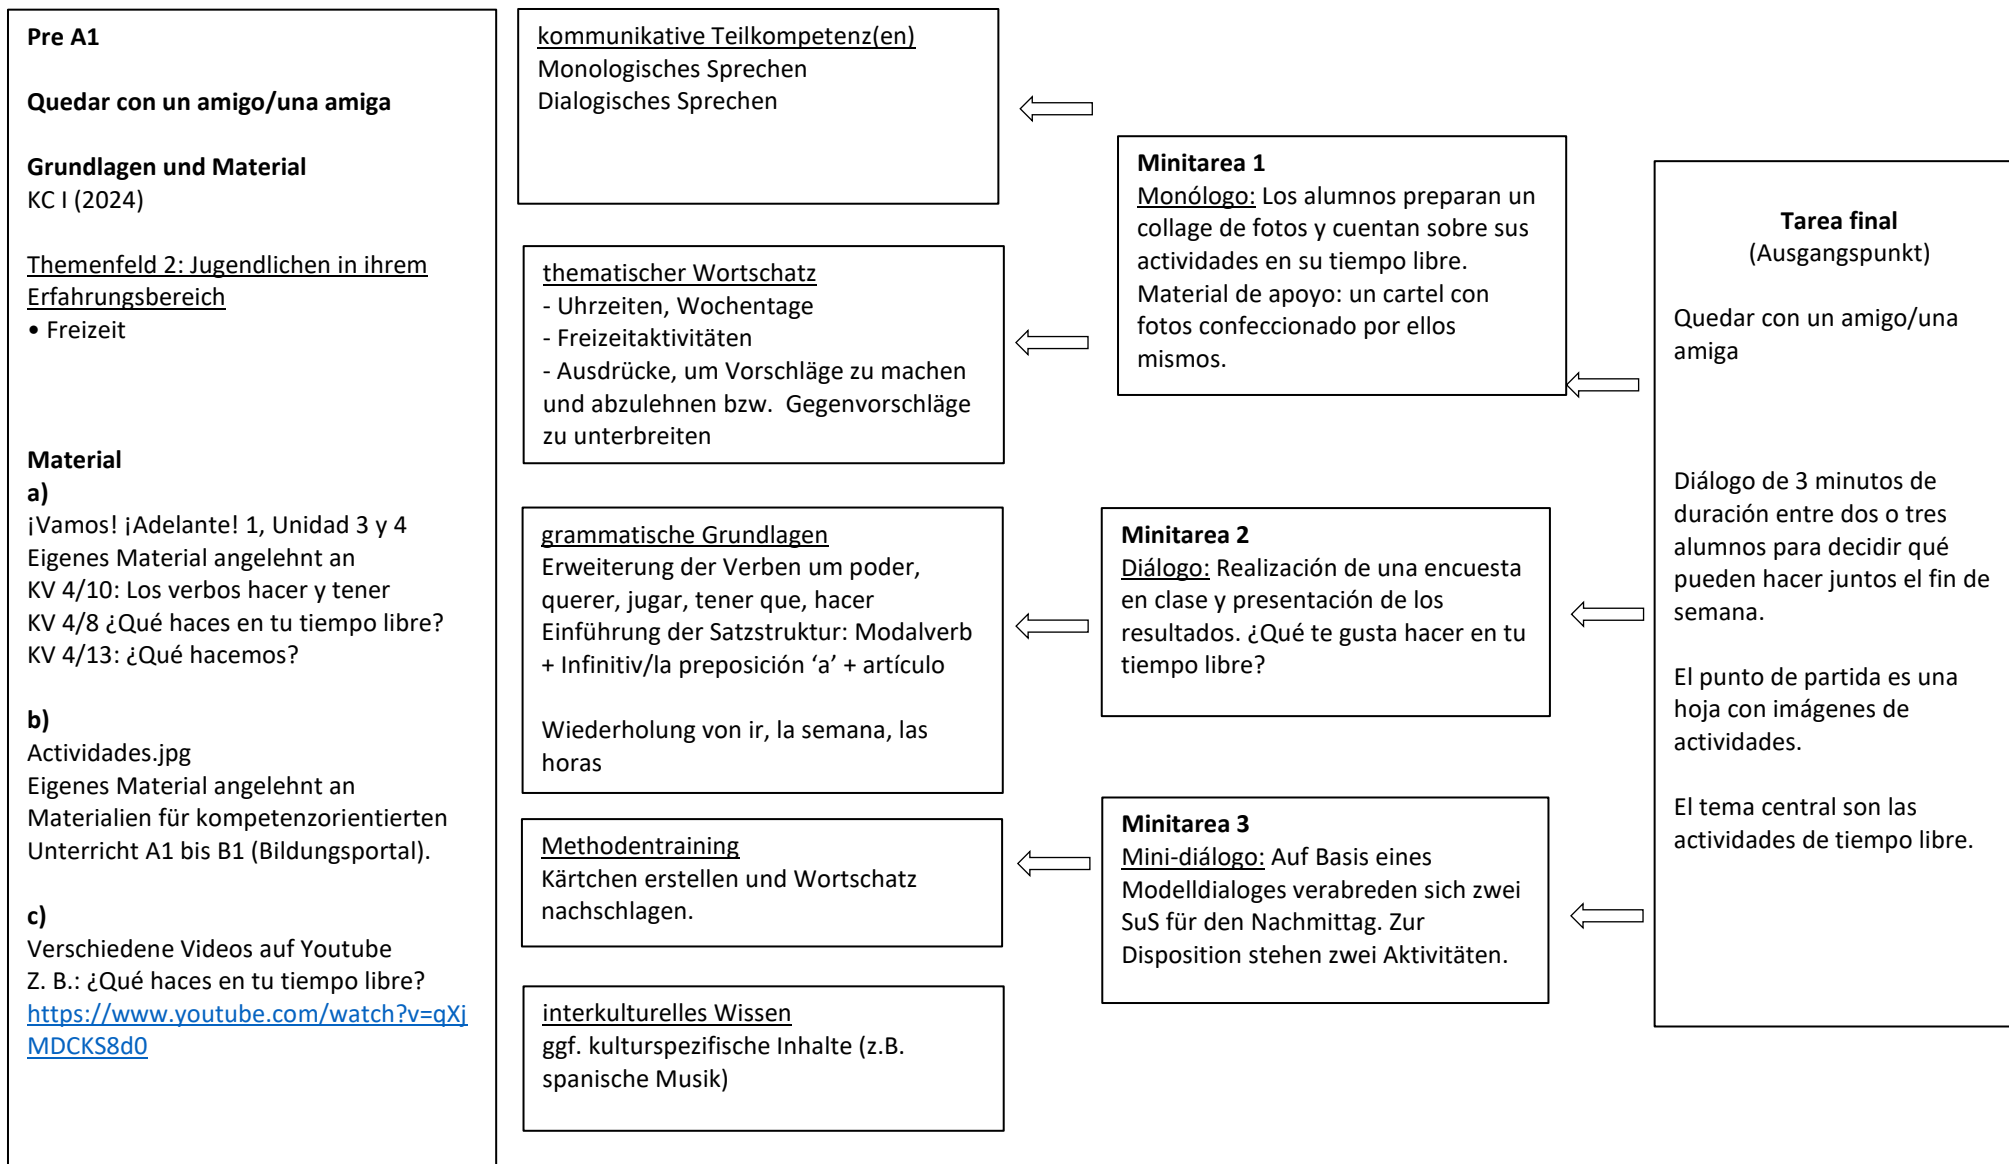 Pre A1
Quedar con un amigo/una amiga
Grundlagen und Material
KC I (2024)
Themenfeld 2: Jugendlichen in ihrem
Erfahrungsbereich
• Freizeit
Material
a)
¡Vamos! ¡Adelante! 1, Unidad 3 y 4
Eigenes Material angelehnt an
KV 4/10: Los verbos hacer y tener
KV 4/8 ¿Qué haces en tu tiempo libre?
KV 4/13: ¿Qué hacemos?
b)
Actividades.jpg
Eigenes Material angelehnt an
Materialien für kompetenzorientierten
Unterricht A1 bis B1 (Bildungsportal).
c)
Verschiedene Videos auf Youtube
Z. B.: ¿Qué haces en tu tiempo libre?
https://www.youtube.com/watch?v=qXj
MDCKS8d0
kommunikative Teilkompetenz(en)
Monologisches Sprechen
Dialogisches Sprechen
thematischer Wortschatz
- Uhrzeiten, Wochentage
- Freizeitaktivitäten
- Ausdrücke, um Vorschläge zu machen
und abzulehnen bzw. Gegenvorschläge
zu unterbreiten
grammatische Grundlagen
Erweiterung der Verben um poder,
querer, jugar, tener que, hacer
Einführung der Satzstruktur: Modalverb
+ Infinitiv/la preposición ‘a’ + artículo
Wiederholung von ir, la semana, las
horas
Methodentraining
Kärtchen erstellen und Wortschatz
nachschlagen.
interkulturelles Wissen
ggf. kulturspezifische Inhalte (z.B.
spanische Musik)
Minitarea 1
Monólogo: Los alumnos preparan un
collage de fotos y cuentan sobre sus
actividades en su tiempo libre.
Material de apoyo: un cartel con
fotos confeccionado por ellos
mismos.
Minitarea 2
Diálogo: Realización de una encuesta
en clase y presentación de los
resultados. ¿Qué te gusta hacer en tu
tiempo libre?
Minitarea 3
Mini-diálogo: Auf Basis eines
Modelldialoges verabreden sich zwei
SuS für den Nachmittag. Zur
Disposition stehen zwei Aktivitäten.
Tarea final
(Ausgangspunkt)
Quedar con un amigo/una
amiga
Diálogo de 3 minutos de
duración entre dos o tres
alumnos para decidir qué
pueden hacer juntos el fin de
semana.
El punto de partida es una
hoja con imágenes de
actividades.
El tema central son las
actividades de tiempo libre.